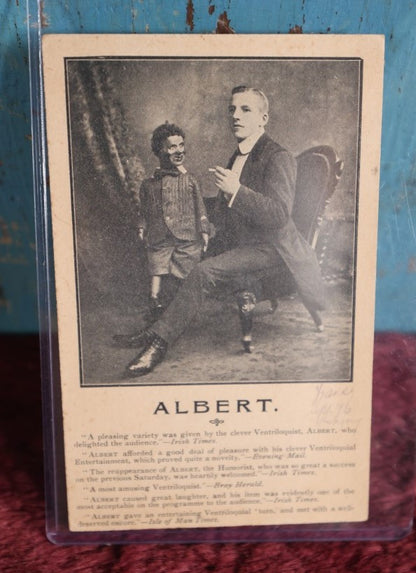 ALBERT.
"A pleasing variety was given by the clever Ventriloquist, ALBERT, who
delighted the audience."—Irish Times.
"ALBERT afforded a good deal of pleasure with his clever Ventriloquial
Entertainment, which proved quite a novelty."—Evening Mail.
"The reappearance of ALBERT, the Humorist, who was so great a success
on the previous Saturday, was heartily welcomed."—Irish Times.
"A most amusing Ventriloquist."—Bray Herald.
"ALBERT caused great laughter, and his item was evidently one of the
most acceptable on the programme to the audience."—Irish Times.
"ALBERT gave an entertaining Ventriloquial 'turn,' and met with a well-
deserved encore."—Isle of Man Times.